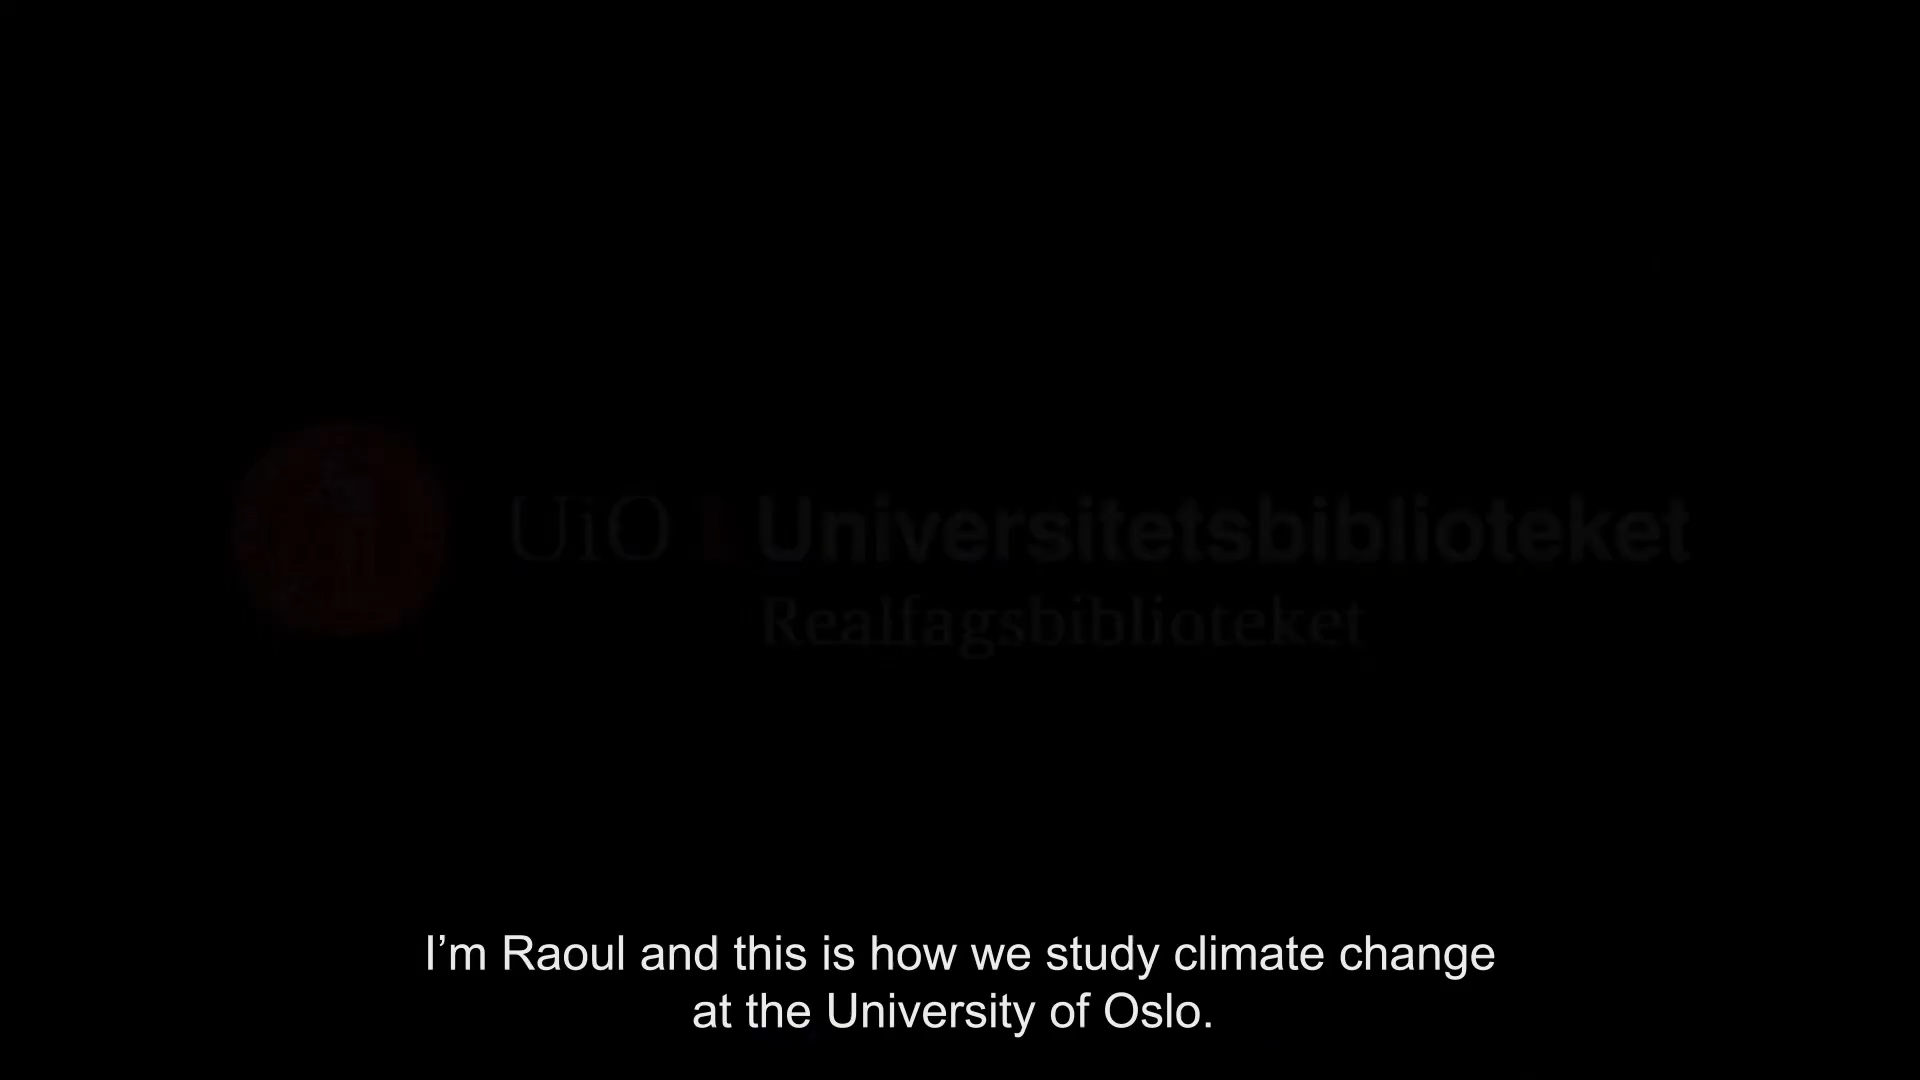 UiO Universitetsbiblioteket
Realfagsbiblioteket
I’m Raoul and this is how we study climate change
at the University of Oslo.